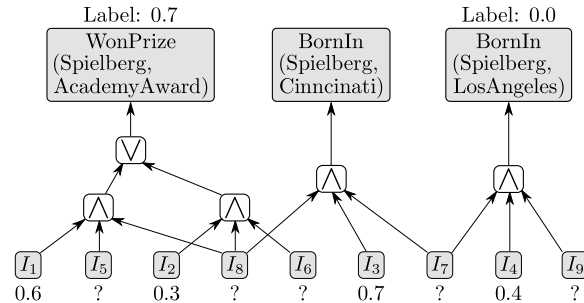 Label: 0.7
Label: 0.0
WonPrize
(Spielberg,
AcademyAward)
BornIn
(Spielberg,
Cinncinati)
BornIn
(Spielberg,
LosAngeles)
⋁
⋀ ⋀ ⋀ ⋀
I1 I5 I2 I8 I6 I3 I7 I4 I9
0.6 ? 0.3 ? ? 0.7 ? 0.4 ?